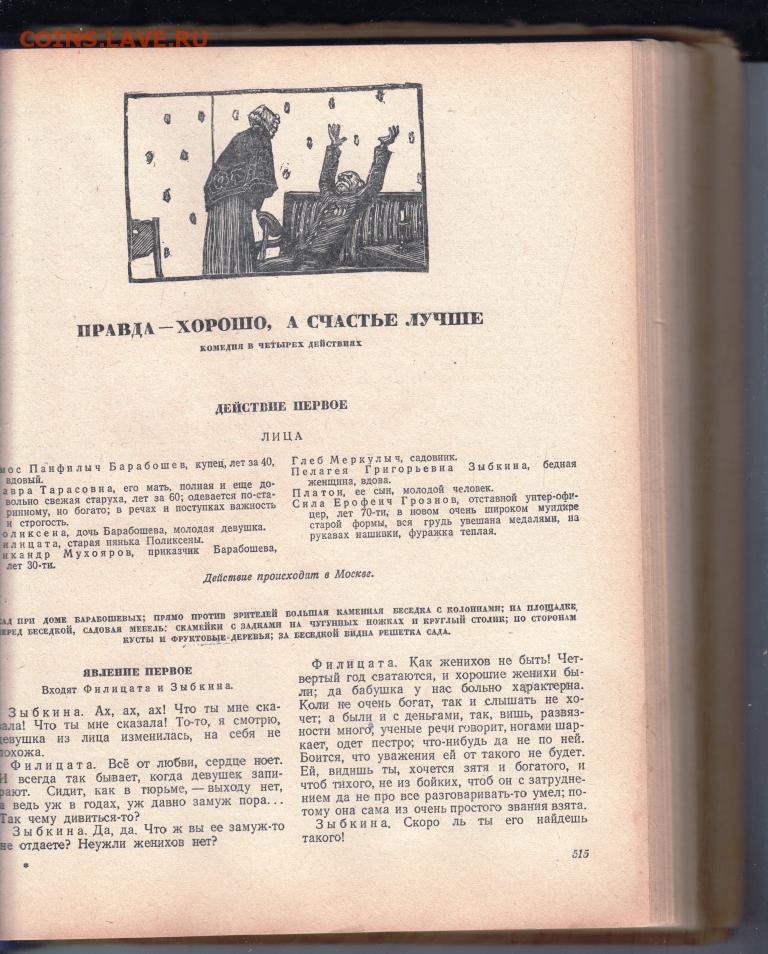 COINS.LAVE.RU
ПРАВДА — ХОРОШО, А СЧАСТЬЕ ЛУЧШЕ
КОМЕДИЯ В ЧЕТЫРЕХ ДЕЙСТВИЯХ
ДЕЙСТВИЕ ПЕРВОЕ
ЛИЦА
мос Панфилыч Барабошев, купец, лет за 40,
вдовый.
авра Тарасовна, его мать, полная и еще до-
вольно свежая старуха, лет за 60; одевается по-ста-
ринному, но богато; в речах и поступках важность
и строгость.
оликсена, дочь Барабошева, молодая девушка.
илицата, старая нянька Поликсены.
иканд‌р Мухояров, приказчик Барабошева,
лет 30-ти.
Глеб Меркулыч, садовник.
Пелагея Григорьевна Зыбкина, бедная
женщина, вдова.
Платон, ее сын, молодой человек.
Сила Ерофеич Грознов, отставной унтер-офи-
цер, лет 70-ти, в новом очень широком мундире
старой формы, вся грудь увешана медалями, на
рукавах нашивки, фуражка теплая.
Действие происходит в Москве.
АД ПРИ ДОМЕ БАРАБОШЕВЫХ; ПРЯМО ПРОТИВ ЗРИТЕЛЕЙ БОЛЬШАЯ КАМЕННАЯ БЕСЕДКА С КОЛОННАМИ; НА ПЛОЩАДКЕ,
ЕРЕД БЕСЕДКОЙ, САДОВАЯ МЕБЕЛЬ: СКАМЕЙКИ С ЗАДКАМИ НА ЧУГУННЫХ НОЖКАХ И КРУГЛЫЙ СТОЛИК; ПО СТОРОНАМ
КУСТЫ И ФРУКТОВЫЕ ДЕРЕВЬЯ; ЗА БЕСЕДКОЙ ВИДНА РЕШЕТКА САДА.
ЯВЛЕНИЕ ПЕРВОЕ
Входят Филицата и Зыбкина.
Зыбкина. Ах, ах, ах! Что ты мне ска-
зала! Что ты мне сказала! То-то, я смотрю,
девушка из лица изменилась, на себя не
похожа.
Филицата. Всё от любви, сердце ноет.
И всегда так бывает, когда девушек запи-
рают. Сидит, как в тюрьме, — выходу нет,
а ведь уж в годах, уж давно замуж пора...
Так чему дивиться-то?
Зыбкина. Да, да. Что ж вы ее замуж-то
не отдаете? Неужли женихов нет?
*
Филицата. Как женихов не быть! Чет-
вертый год сватаются, и хорошие женихи бы-
ли; да бабушка у нас больно характерна.
Коли не очень богат, так и слышать не хо-
чет; а были и с деньгами, так, вишь, развяз-
ности много, ученые речи говорит, ногами шар-
кает, одет пестро; что-нибудь да не по ней.
Боится, что уважения ей от такого не будет.
Ей, видишь ты, хочется зятя и богатого, и
чтоб тихого, не из бойких, чтоб он с затрудне-
нием да не про все разговаривать-то умел; по-
тому она сама из очень простого звания взята.
Зыбкина. Скоро ль ты его найдешь
такого!
515